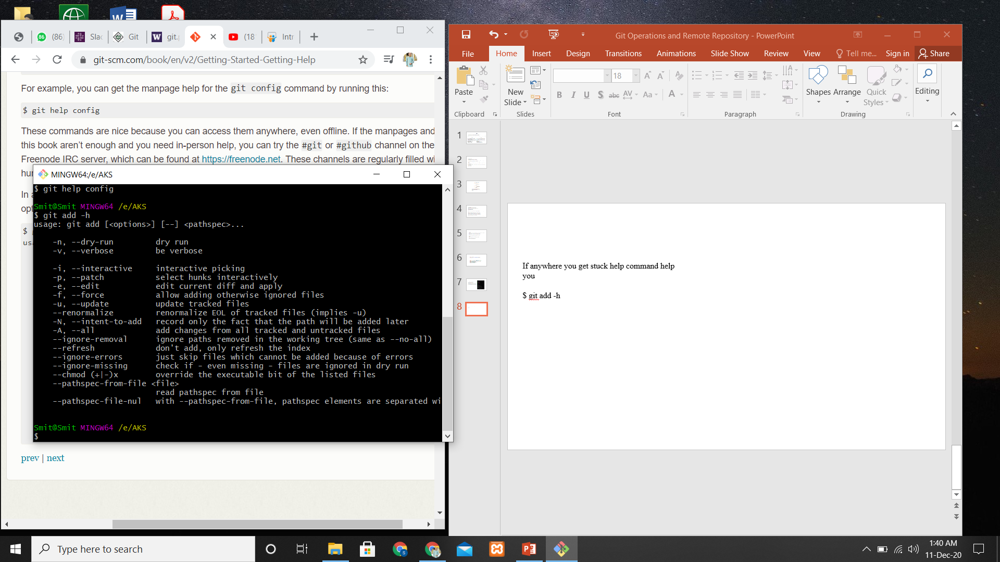 (86)
Slac
Git
git.
(18
Intr
git-scm.com/book/en/v2/Getting-Started-Getting-Help
For example, you can get the manpage help for the git config command by running this:
$ git help config
These commands are nice because you can access them anywhere, even offline. If the manpages and
this book aren’t enough and you need in-person help, you can try the #git or #github channel on the
Freenode IRC server, which can be found at https://freenode.net. These channels are regularly filled wi
prev | next
MINGW64:/e/AKS
$ git help config
Smit@Smit MINGW64 /e/AKS
$ git add -h
usage: git add [<options>] [--] <pathspec>...
-n, --dry-run dry run
-v, --verbose be verbose
-i, --interactive interactive picking
-p, --patch select hunks interactively
-e, --edit edit current diff and apply
-f, --force allow adding otherwise ignored files
-u, --update update tracked files
--renormalize renormalize EOL of tracked files (implies -u)
-N, --intent-to-add record only the fact that the path will be added later
-A, --all add changes from all tracked and untracked files
--ignore-removal ignore paths removed in the working tree (same as --no-all)
--refresh don't add, only refresh the index
--ignore-errors just skip files which cannot be added because of errors
--ignore-missing check if - even missing - files are ignored in dry run
--chmod (+|-)x override the executable bit of the listed files
--pathspec-from-file <file>
read pathspec from file
--pathspec-file-nul with --pathspec-from-file, pathspec elements are separated wi
Smit@Smit MINGW64 /e/AKS
$
Git Operations and Remote Repository - PowerPoint
File Home Insert Design Transitions Animations Slide Show Review View Tell me... Sign in Share
Paste
New
Slide
18
B I U S abc AV Aa A
Shapes Arrange Quick
Styles
Editing
Clipboard Slides Font Paragraph Drawing
1
2
3
4
5
6
7
8
If anywhere you get stuck help command help
you
$ git add -h
Type here to search
1:40 AM
11-Dec-20